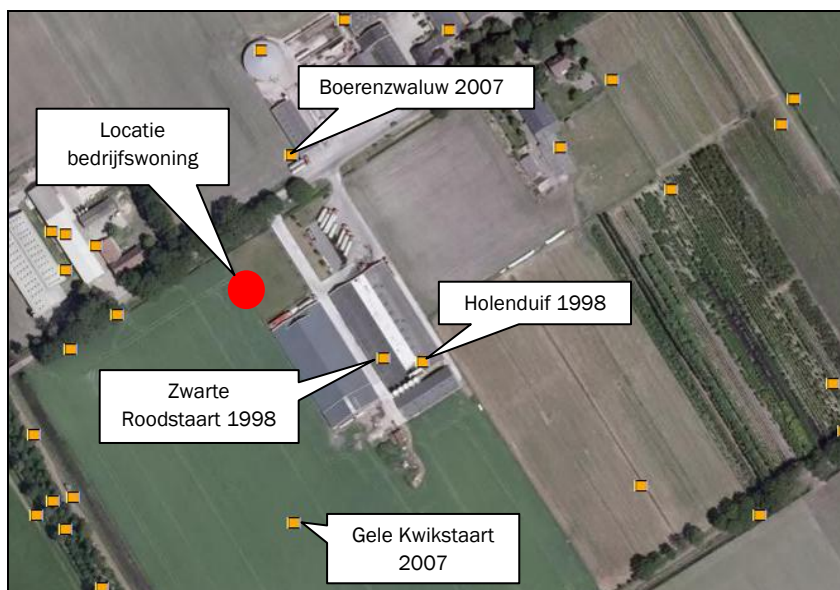 Boerenzwaluw 2007
Locatie
bedrijfswoning
Holenduif 1998
Zwarte
Roodstaart 1998
Gele Kwikstaart
2007